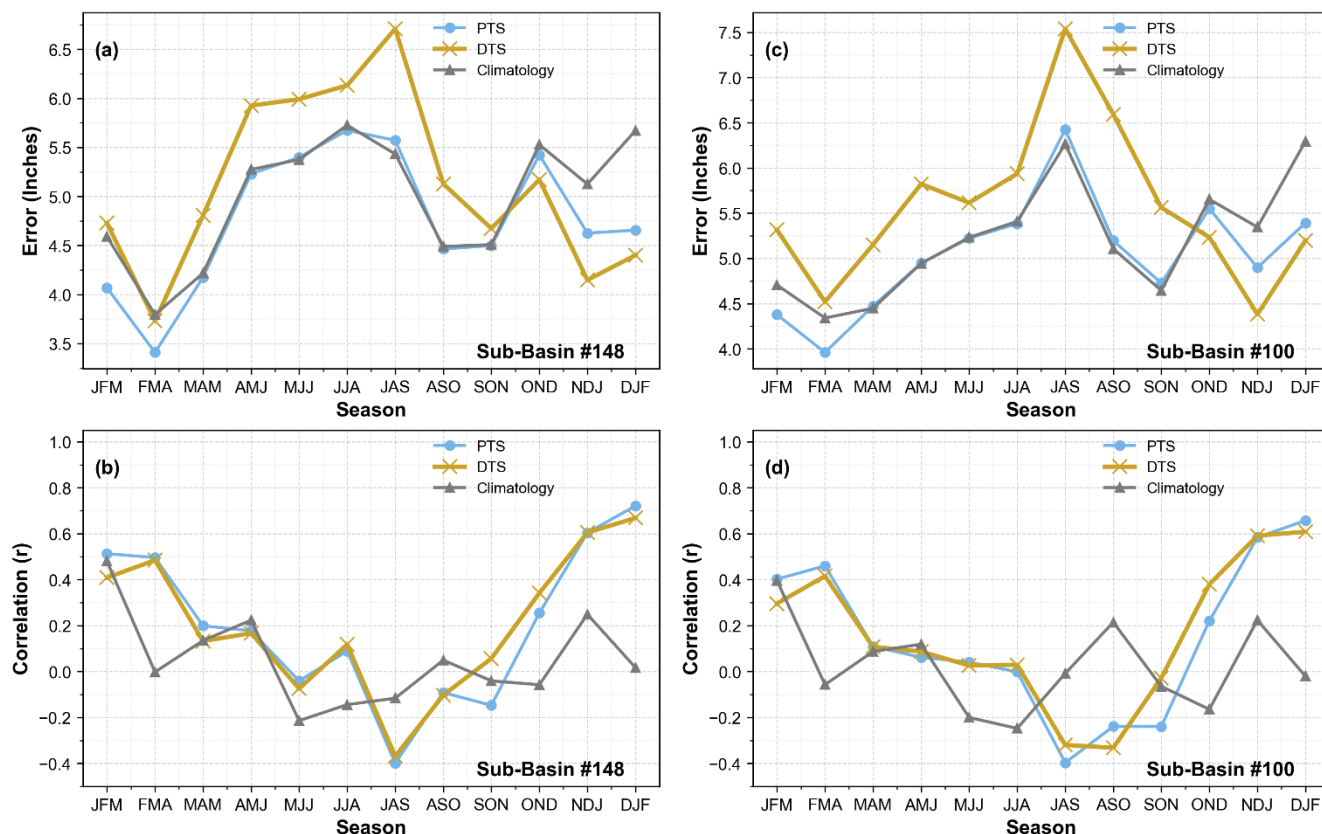 (a)
PTS
DTS
Climatology
Error (Inches)
6.5
6.0
5.5
5.0
4.5
4.0
3.5
Sub-Basin #148
JFM FMA MAM AMJ MJJ JJA JAS ASO SON OND NDJ DJF
Season
(c)
PTS
DTS
Climatology
Error (Inches)
7.5
7.0
6.5
6.0
5.5
5.0
4.5
4.0
Sub-Basin #100
JFM FMA MAM AMJ MJJ JJA JAS ASO SON OND NDJ DJF
Season
(b)
PTS
DTS
Climatology
Correlation (r)
1.0
0.8
0.6
0.4
0.2
0.0
−0.2
−0.4
Sub-Basin #148
JFM FMA MAM AMJ MJJ JJA JAS ASO SON OND NDJ DJF
Season
(d)
PTS
DTS
Climatology
Correlation (r)
1.0
0.8
0.6
0.4
0.2
0.0
−0.2
−0.4
Sub-Basin #100
JFM FMA MAM AMJ MJJ JJA JAS ASO SON OND NDJ DJF
Season